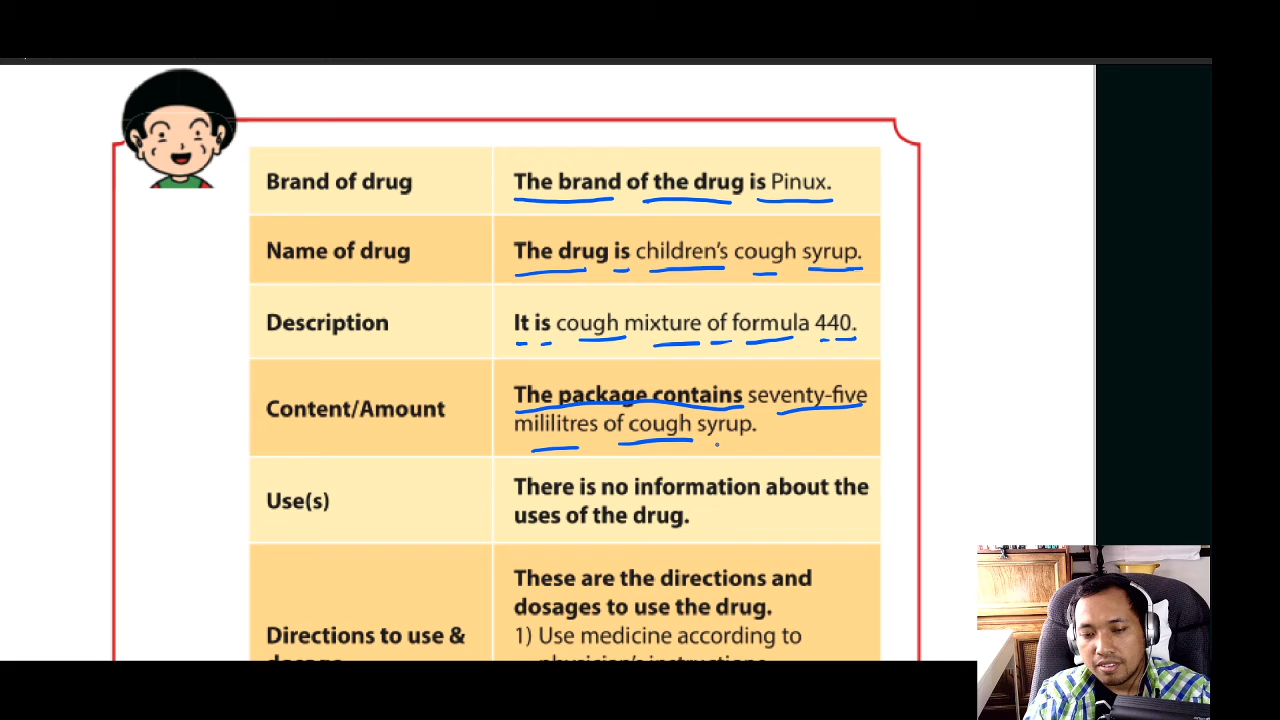 Brand of drug
The brand of the drug is Pinux.
Name of drug
The drug is children's cough syrup.
Description
It is cough mixture of formula 440.
Content/Amount
The package contains seventy-five
mililitres of cough syrup.
Use(s)
There is no information about the
uses of the drug.
Directions to use &
These are the directions and
dosages to use the drug.
1) Use medicine according to
physician's instructions